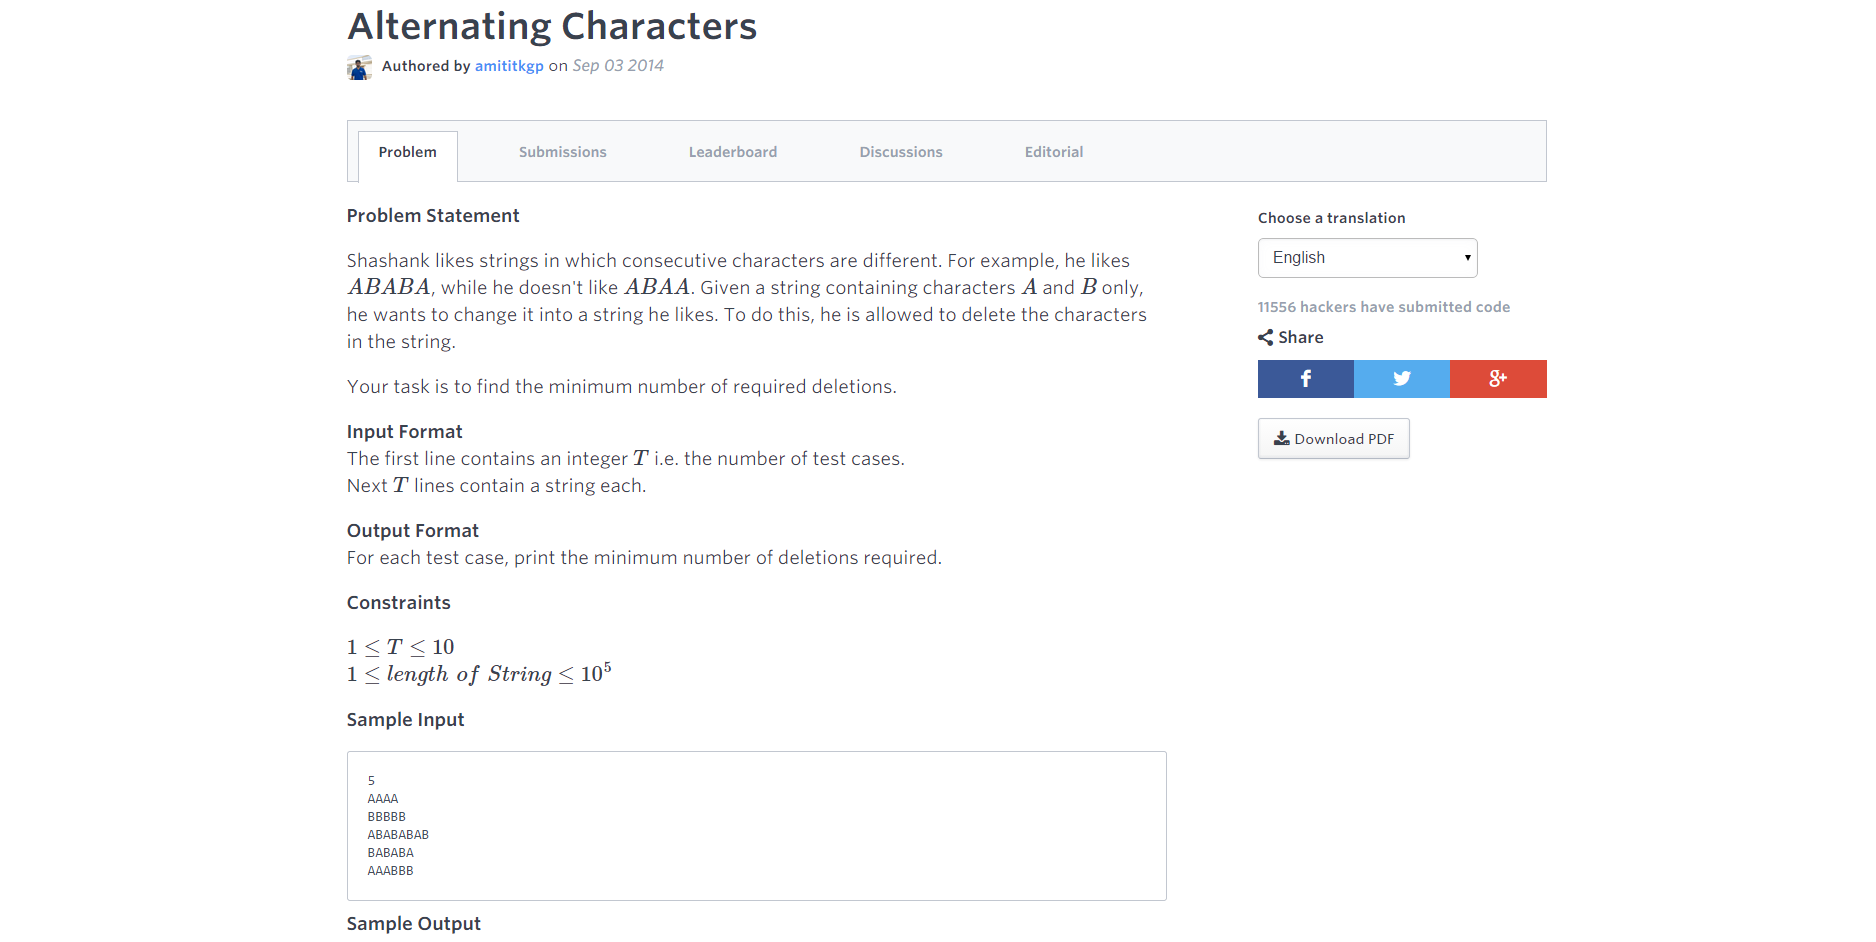 Alternating Characters
Authored by amititkgp on Sep 03 2014
Problem
Submissions
Leaderboard
Discussions
Editorial
Problem Statement
Shashank likes strings in which consecutive characters are different. For example, he likes
ABABA, while he doesn't like ABAA. Given a string containing characters A and B only,
he wants to change it into a string he likes. To do this, he is allowed to delete the characters
in the string.
Your task is to find the minimum number of required deletions.
Input Format
The first line contains an integer T i.e. the number of test cases.
Next T lines contain a string each.
Output Format
For each test case, print the minimum number of deletions required.
Constraints
1 ≤ T ≤ 10
1 ≤ length of String ≤ 10⁵
Sample Input
5
AAAA
BBBBB
ABABABAB
BABABA
AAABBB
Sample Output
Choose a translation
English
11556 hackers have submitted code
Share
f
g+
Download PDF